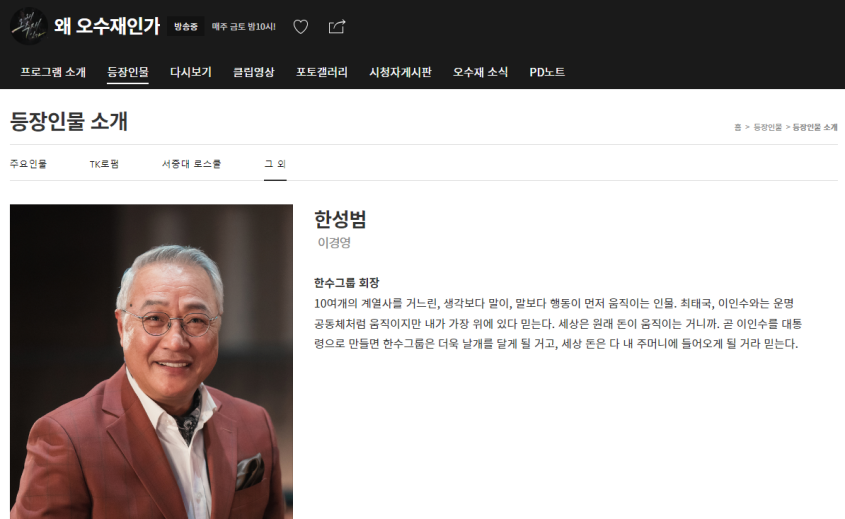 왜 오수재인가 방송중 매주 금토 밤10시!
프로그램 소개 등장인물 다시보기 클립영상 포토갤러리 시청자게시판 오수재 소식 PD노트
등장인물 소개
홈 > 등장인물 > 등장인물 소개
주요인물 TK로펌 서중대 로스쿨 그 외
한성범
이경영
한수그룹 회장
10여개의 계열사를 거느린, 생각보다 말이, 말보다 행동이 먼저 움직이는 인물. 최태국, 이인수와는 운명
공동체처럼 움직이지만 내가 가장 위에 있다 믿는다. 세상은 원래 돈이 움직이는 거니까. 곧 이인수를 대통
령으로 만들면 한수그룹은 더욱 날개를 달게 될 거고, 세상 돈은 다 내 주머니에 들어오게 될 거라 믿는다.